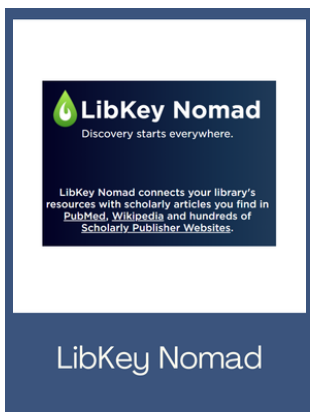 LibKey Nomad
Discovery starts everywhere.
LibKey Nomad connects your library's
resources with scholarly articles you find in
PubMed, Wikipedia and hundreds of
Scholarly Publisher Websites.
LibKey Nomad